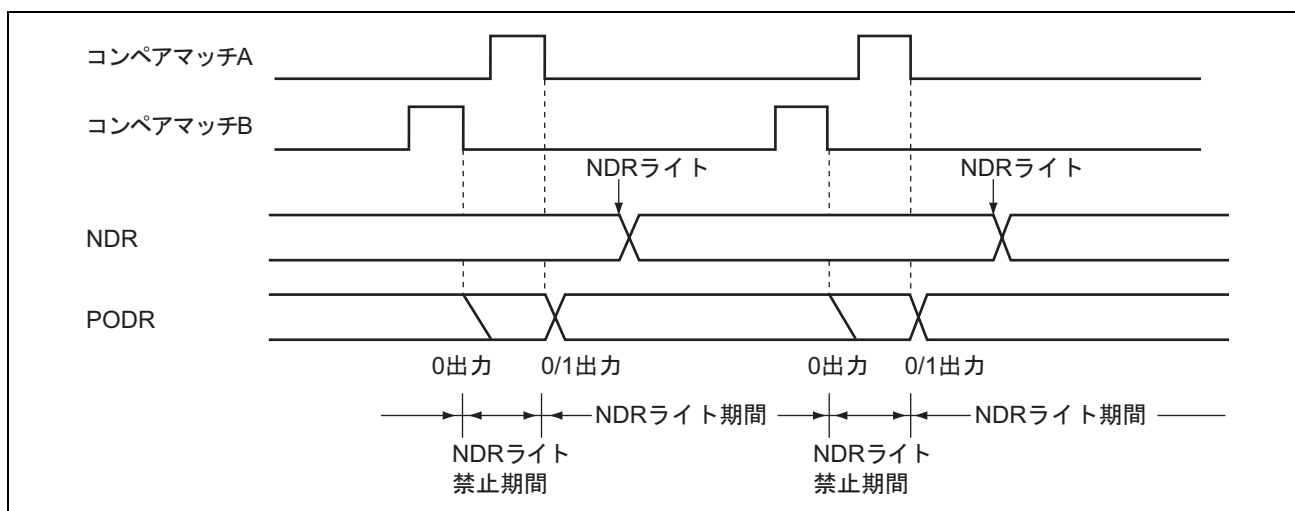 コンペアマッチA
コンペアマッチB
NDRライト
NDRライト
NDR
PODR
0出力
0/1出力
0出力
0/1出力
NDRライト期間
NDRライト期間
NDRライト
禁止期間
NDRライト
禁止期間